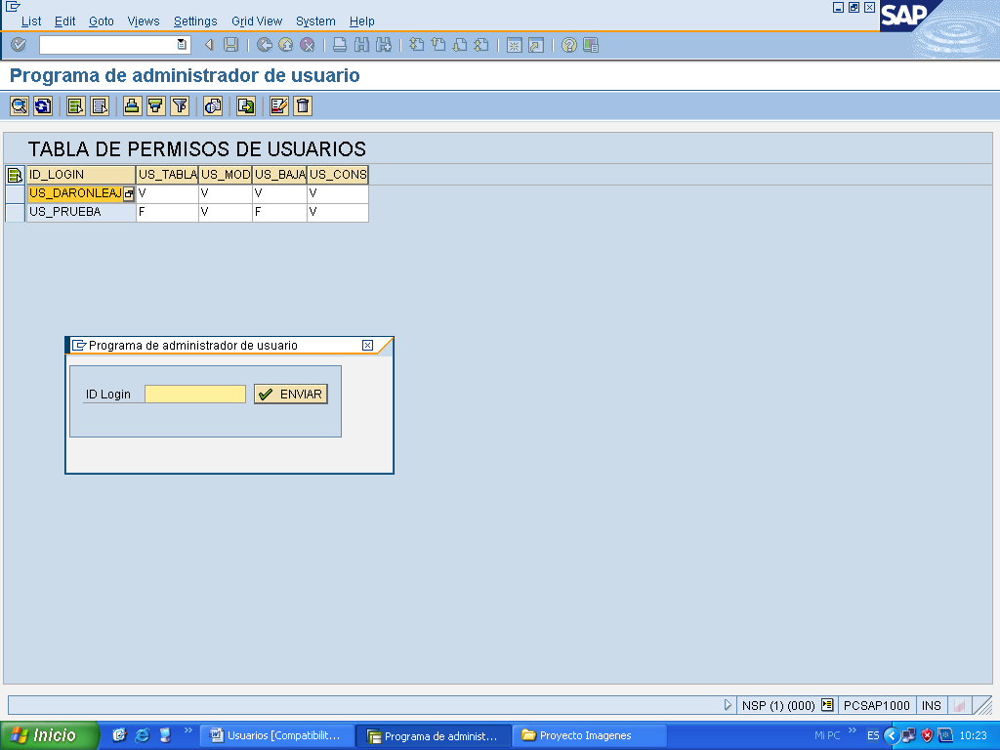 List Edit Goto Views Settings Grid View System Help
SAP
Programa de administrador de usuario
TABLA DE PERMISOS DE USUARIOS
ID_LOGIN US_TABLA US_MOD US_BAJA US_CONS
US_DARONLEAJ V V V V
US_PRUEBA F V F V
Programa de administrador de usuario
ID Login ENVIAR
NSP (1) (000) PCSAP1000 INS
Inicio Usuarios [Compatibilit... Programa de administ... Proyecto Imagenes Mi PC ES 10:23